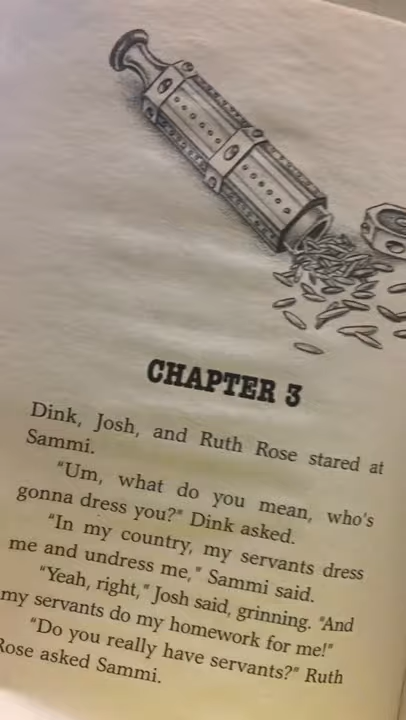 CHAPTER 3
Dink, Josh, and Ruth Rose stared at
Sammi.
"Um, what do you mean, who's
gonna dress you?" Dink asked.
"In my country, my servants dress
me and undress me," Sammi said.
"Yeah, right," Josh said, grinning. "And
my servants do my homework for me!"
"Do you really have servants?" Ruth
Rose asked Sammi.